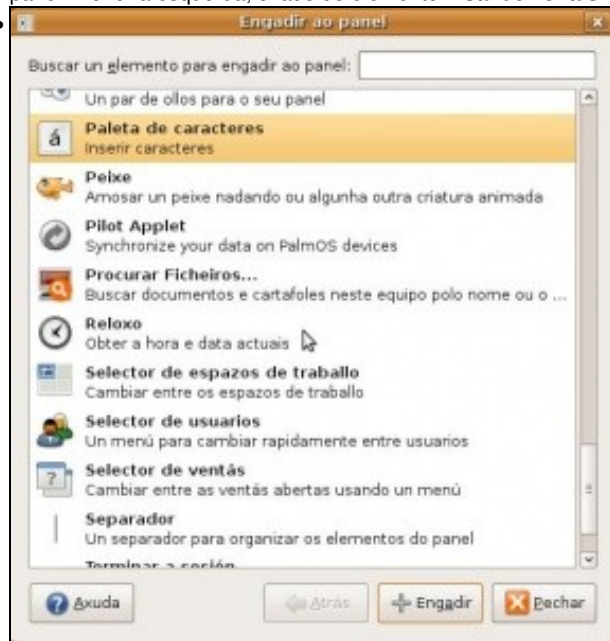 Engadir ao panel
Buscar un elemento para engadir ao panel:
Un par de ollos para o seu panel
Paleta de caracteres
Inserir caracteres
Peixe
Amosar un peixe nadando ou algunha outra criatura animada
Pilot Applet
Synchronize your data on PalmOS devices
Procurar Ficheiros...
Buscar documentos e cartafoles neste equipo polo nome ou o ...
Reloxo
Obter a hora e data actuais
Selector de espazos de traballo
Cambiar entre os espazos de traballo
Selector de usuarios
Un menú para cambiar rapidamente entre usuarios
Selector de ventás
Cambiar entre as ventás abertas usando un menú
Separador
Un separador para organizar os elementos do panel
Terminar a sesión
Axuda Atrás Engadir Pechar